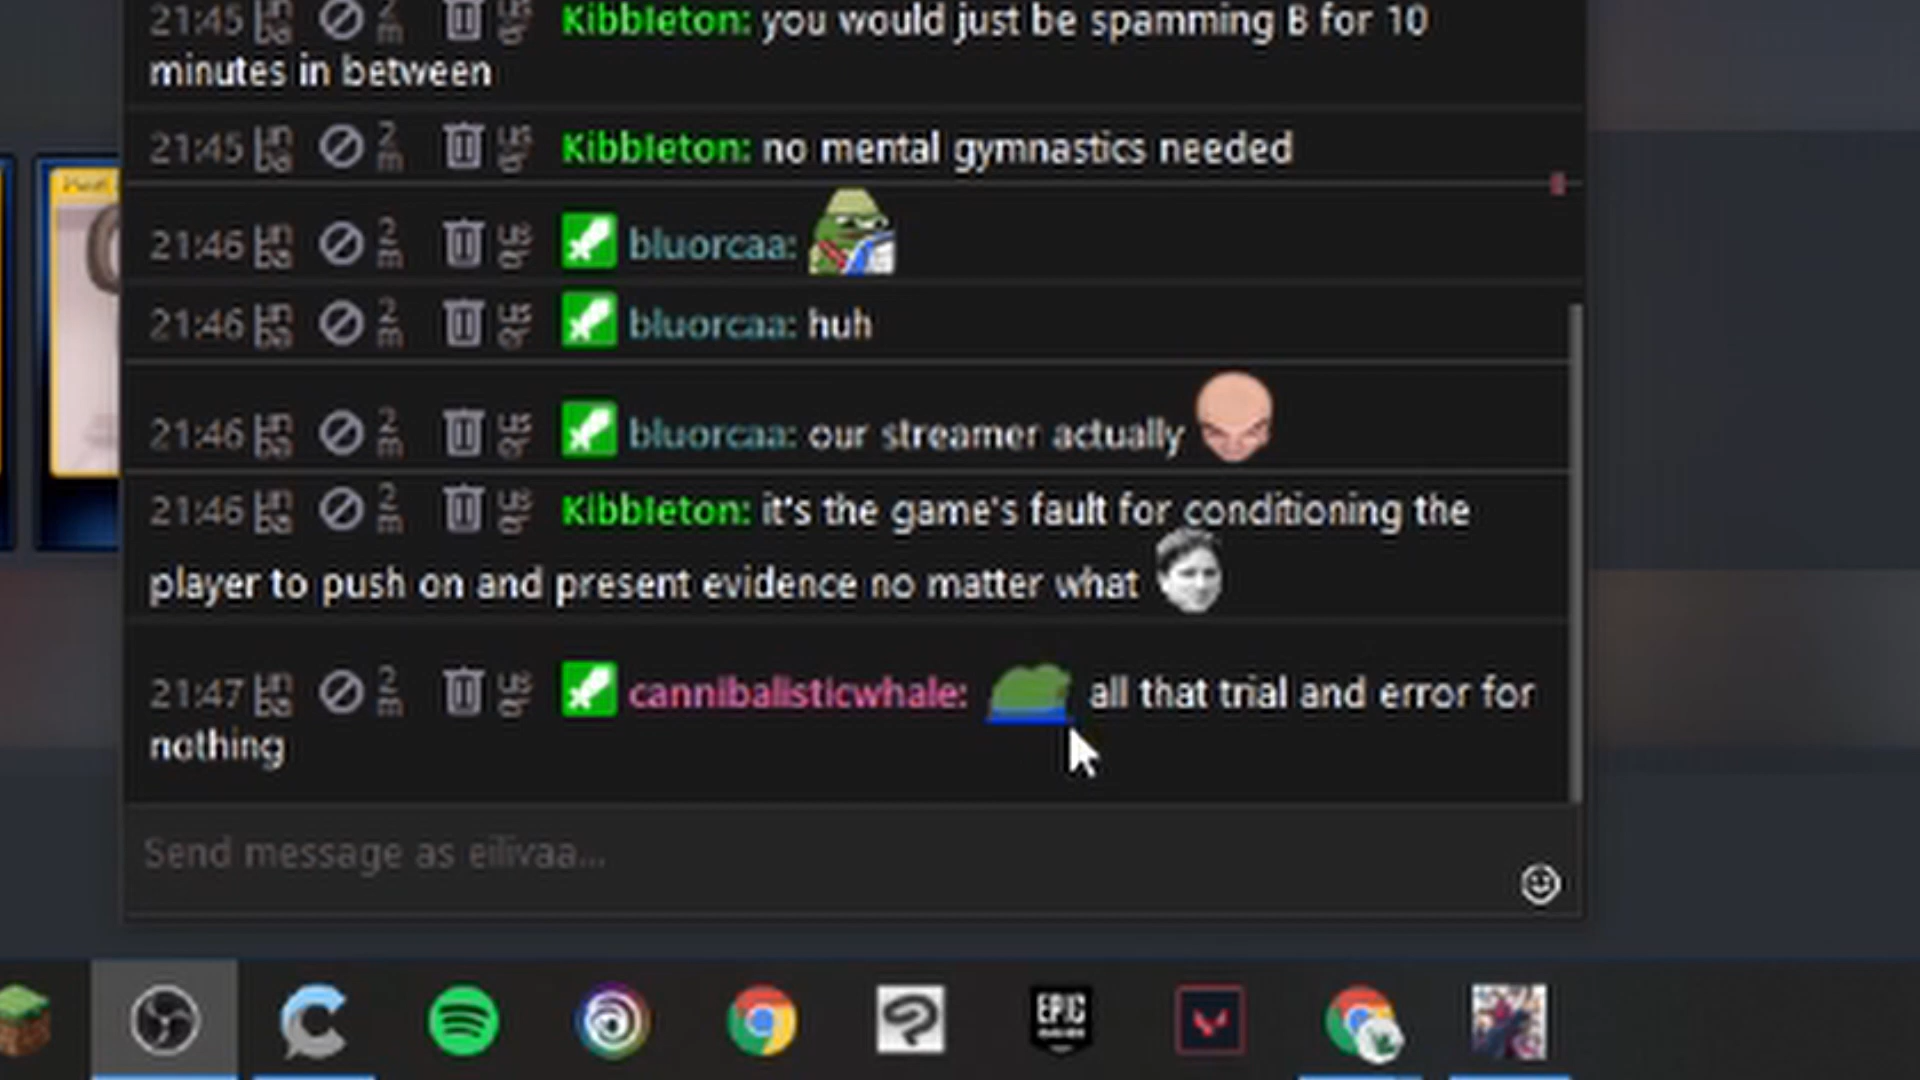 21:45 Kibbleton: you would just be spamming B for 10
minutes in between
21:45 Kibbleton: no mental gymnastics needed
21:46 bluorcaa:
21:46 bluorcaa: huh
21:46 bluorcaa: our streamer actually
21:46 Kibbleton: it's the game's fault for conditioning the
player to push on and present evidence no matter what
21:47 cannibalisticwhale: all that trial and error for
nothing
Send message as eilivaa...
EPIC